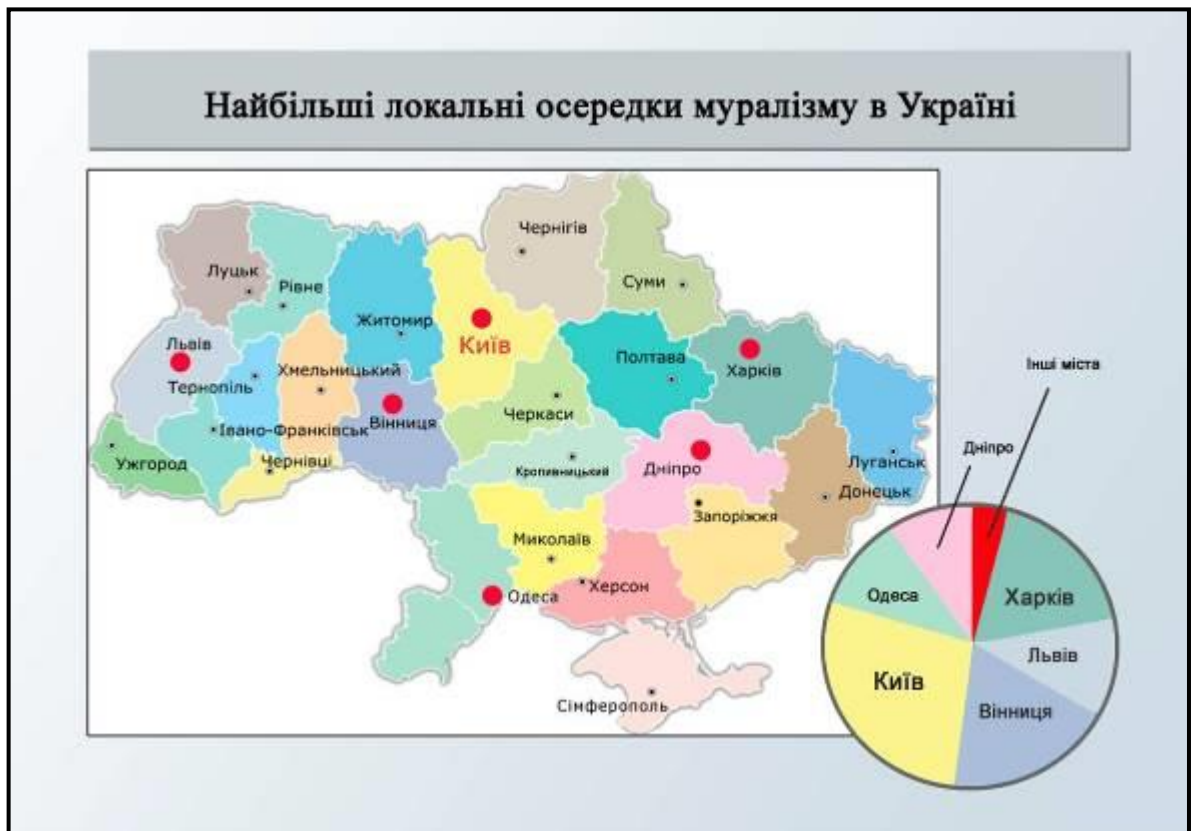 Найбільші локальні осередки муралізму в Україні
Чернігів
Луцьк
Рівне
Суми
Житомир
Київ
Львів
Полтава
Харків
Тернопіль
Хмельницький
Черкаси
Вінниця
Івано-Франківськ
Ужгород
Чернівці
Кропивницький
Дніпро
Луганськ
Донецьк
Запоріжжя
Миколаїв
Херсон
Одеса
Сімферополь
Інші міста
Дніпро
Одеса
Харків
Львів
Київ
Вінниця